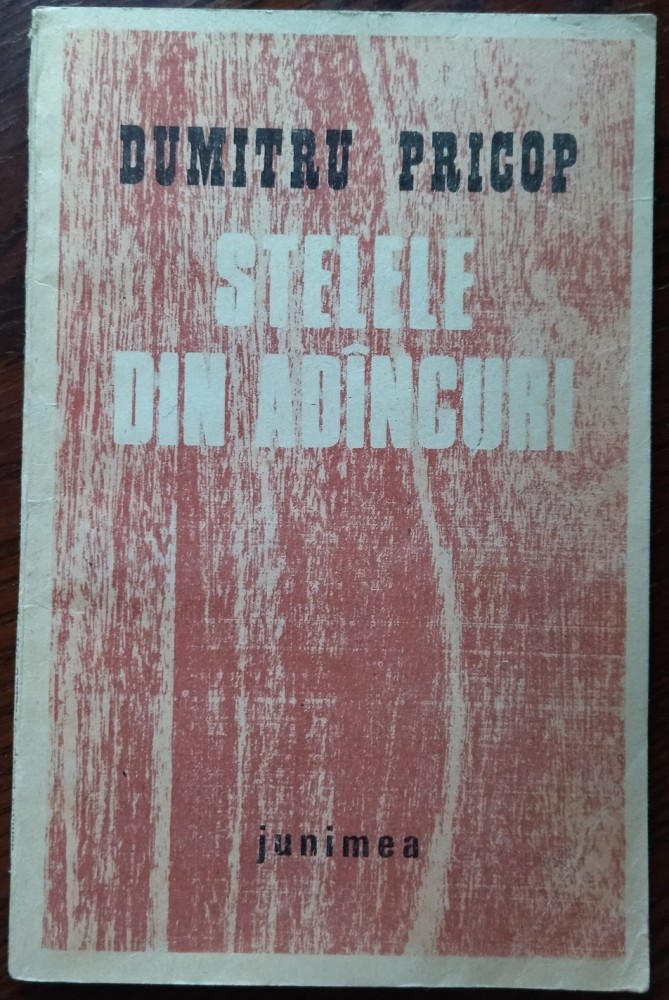 DUMITRU PRICOP
STELELE
DIN ADÎNCURI
junimea